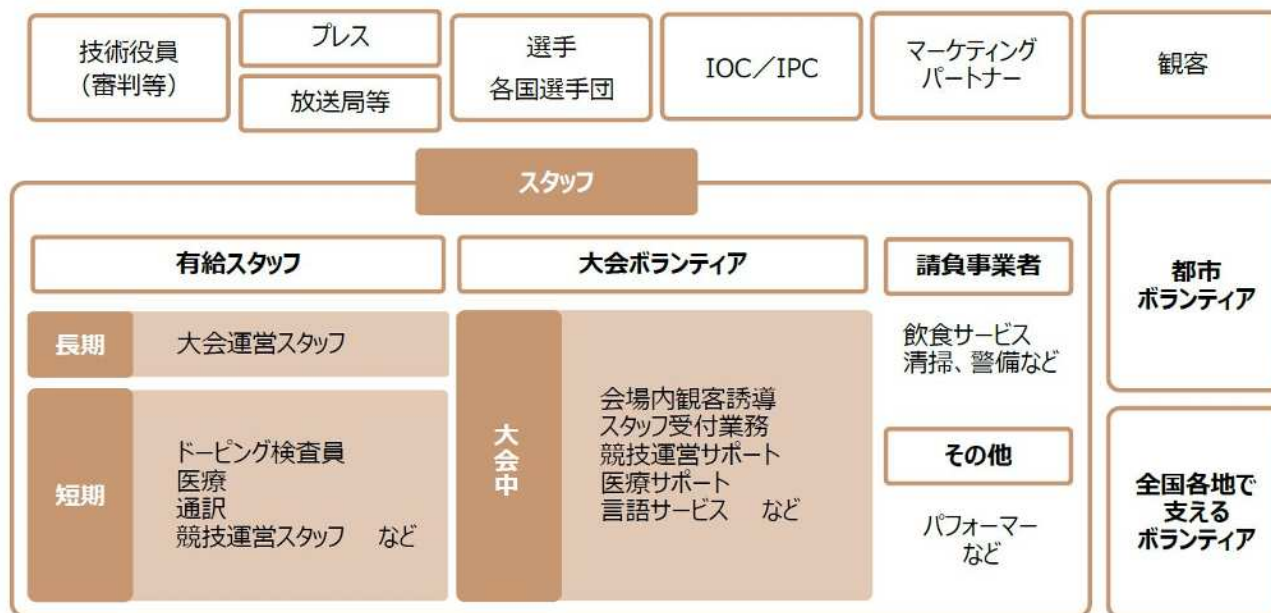 技術役員
（審判等）
プレス
放送局等
選手
各国選手団
IOC／IPC
マーケティング
パートナー
観客
スタッフ
有給スタッフ
長期
大会運営スタッフ
短期
ドーピング検査員
医療
通訳
競技運営スタッフ　など
大会ボランティア
大会中
会場内観客誘導
スタッフ受付業務
競技運営サポート
医療サポート
言語サービス　など
請負事業者
飲食サービス
清掃、警備など
その他
パフォーマー
など
都市
ボランティア
全国各地で
支える
ボランティア